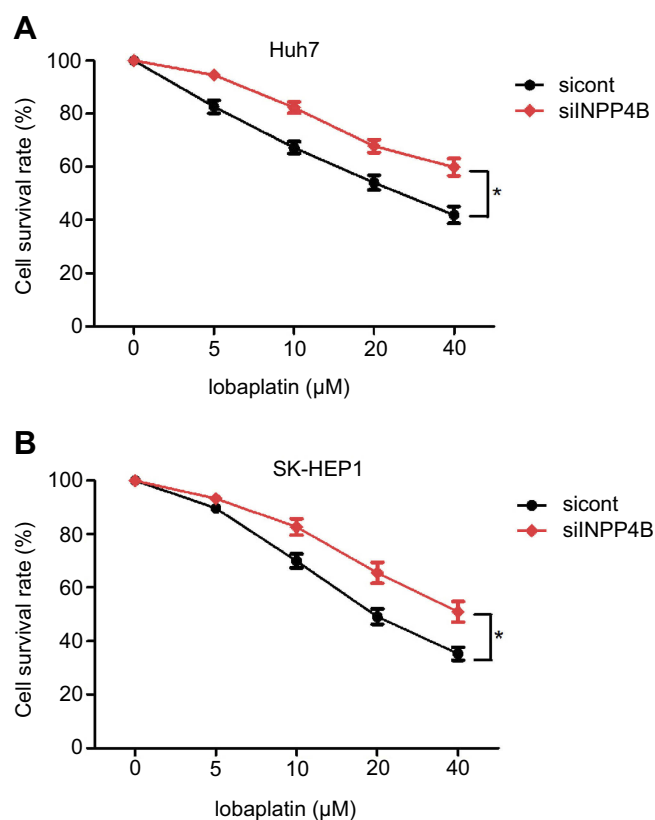 A
Huh7
100
80
60
40
20
0
Cell survival rate (%)
sicont
siINPP4B
*
0 5 10 20 40
lobaplatin (μM)
B
SK-HEP1
100
80
60
40
20
0
Cell survival rate (%)
sicont
siINPP4B
*
0 5 10 20 40
lobaplatin (μM)